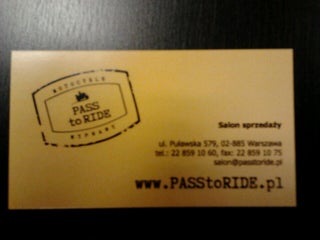 MOTOCYKLE
PASS
to RIDE
WYPRAWY
Salon sprzedaży
ul. Puławska 579, 02-885 Warszawa
tel.: 22 859 10 60, fax: 22 859 10 75
salon@passtoride.pl
www.PASStoRIDE.pl